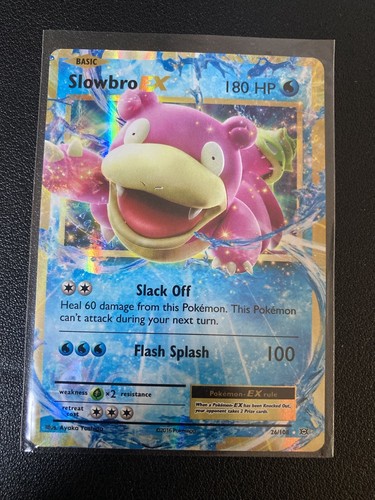 BASIC
Slowbro EX 180 HP
Slack Off
Heal 60 damage from this Pokémon. This Pokémon
can't attack during your next turn.
Flash Splash 100
weakness ×2 resistance
retreat
cost
Pokémon-EX rule
When a Pokémon-EX has been Knocked Out,
your opponent takes 2 Prize cards.
Illus. Ayaka Yoshida
©2016 Pokémon
26/108